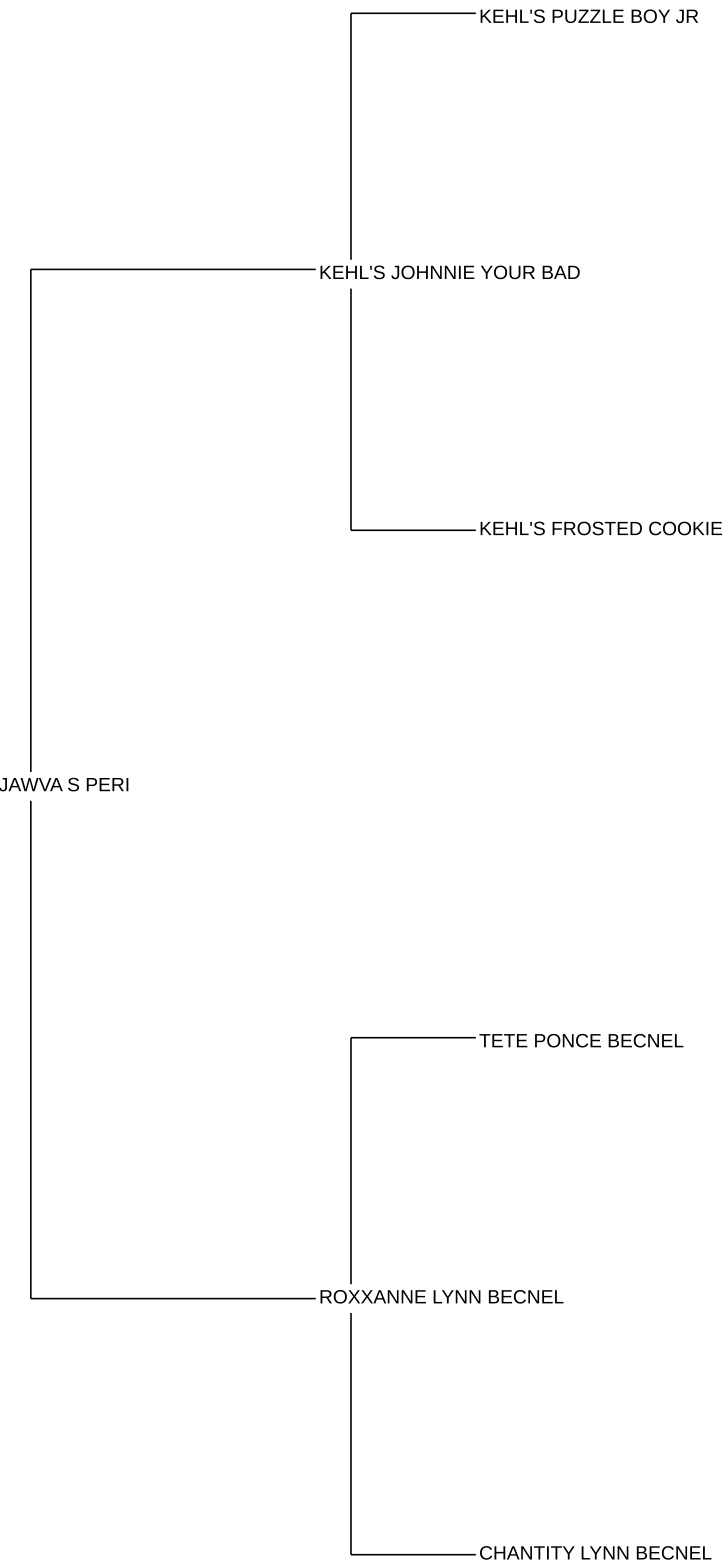 KEHL'S PUZZLE BOY JR
KEHL'S JOHNNIE YOUR BAD
KEHL'S FROSTED COOKIE
JAWVA S PERI
TETE PONCE BECNEL
ROXXANNE LYNN BECNEL
CHANTITY LYNN BECNEL